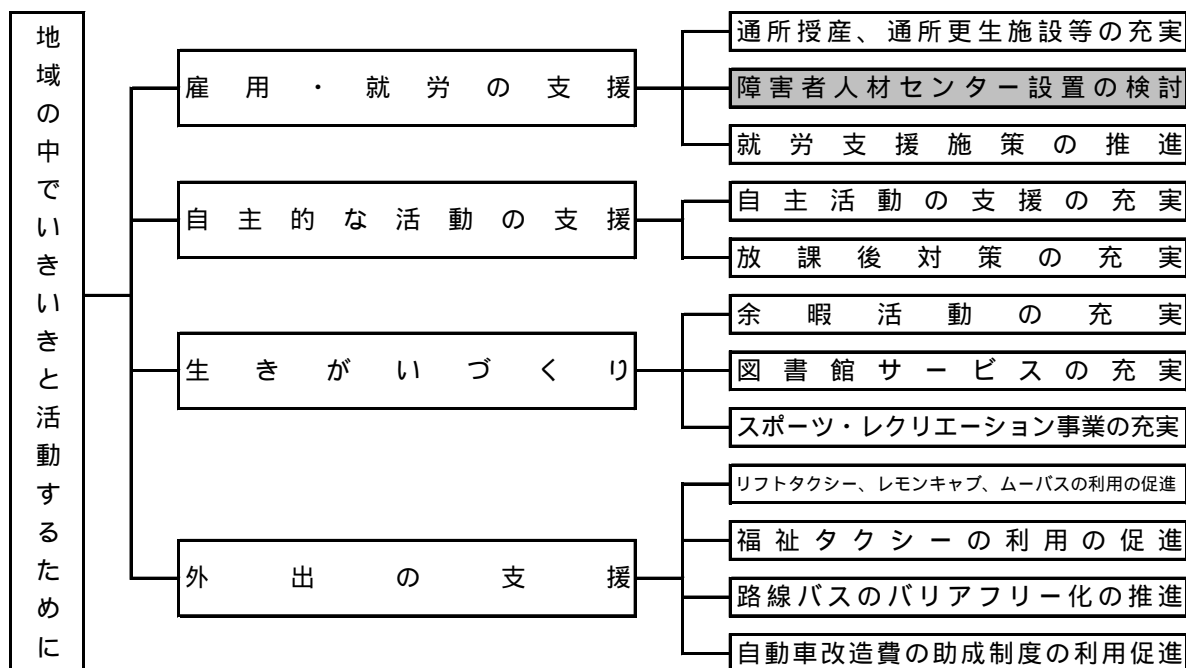 地域の中でいきいきと活動するために
雇用・就労の支援
通所授産、通所更生施設等の充実
障害者人材センター設置の検討
就労支援施策の推進
自主的な活動の支援
自主活動の支援の充実
放課後対策の充実
生きがいづくり
余暇活動の充実
図書館サービスの充実
スポーツ・レクリエーション事業の充実
外出の支援
リフトタクシー、レモンキャブ、ムーバスの利用の促進
福祉タクシーの利用の促進
路線バスのバリアフリー化の推進
自動車改造費の助成制度の利用促進